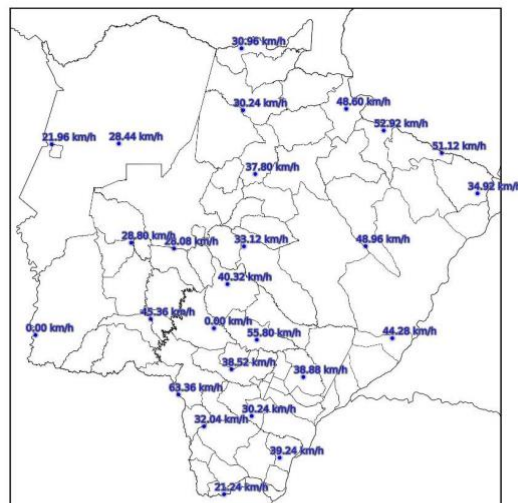 30.96 km/h
30.24 km/h
48.60 km/h
52.92 km/h
21.96 km/h
28.44 km/h
51.12 km/h
37.80 km/h
34.92 km/h
28.80 km/h
28.08 km/h
33.12 km/h
48.96 km/h
40.32 km/h
45.36 km/h
0.00 km/h
0.00 km/h
55.80 km/h
44.28 km/h
38.52 km/h
38.88 km/h
63.36 km/h
30.24 km/h
32.04 km/h
39.24 km/h
21.24 km/h